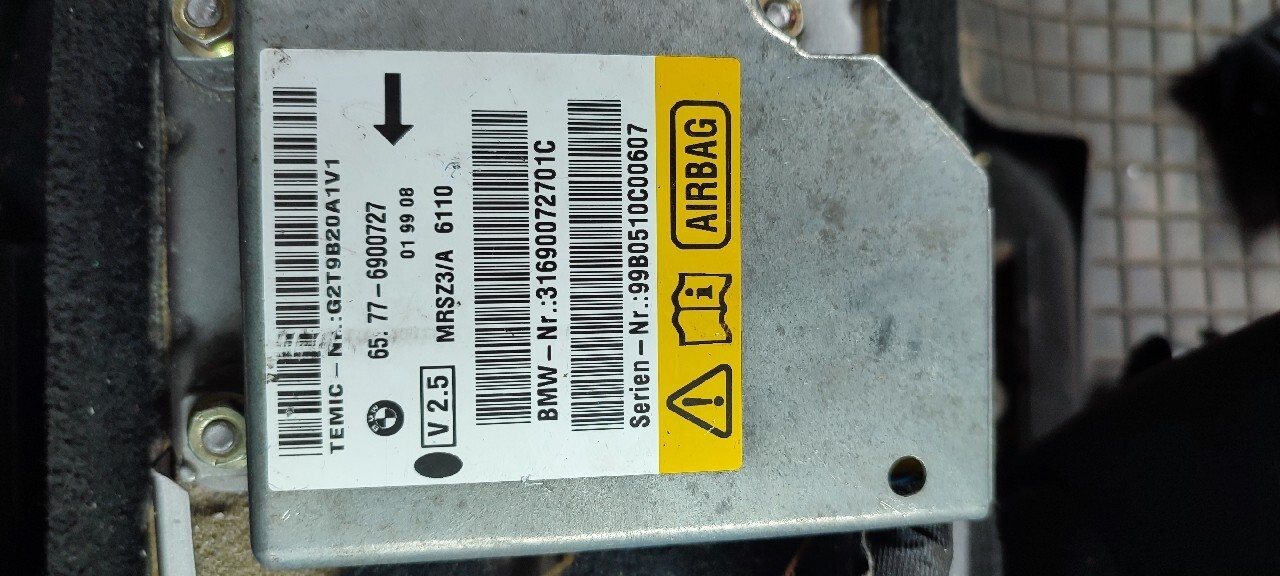 TEMIC - Nr.:G2T9B20A1V1
65.77-6900727
01 99 08
V 2.5 MRSZ3/A 6110
BMW-Nr.:31690072701C
Serien-Nr.:99B0510C00607
AIRBAG